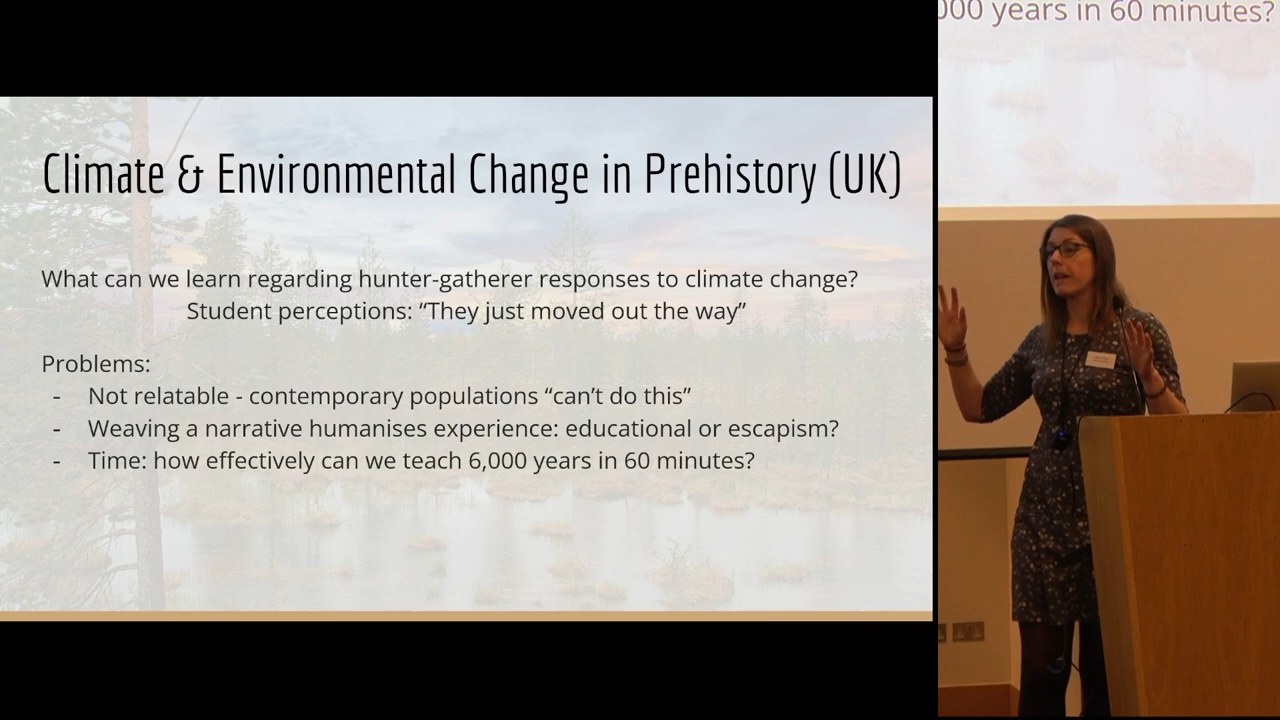 Climate & Environmental Change in Prehistory (UK)
What can we learn regarding hunter-gatherer responses to climate change?
Student perceptions: “They just moved out the way”
Problems:
- Not relatable - contemporary populations “can’t do this”
- Weaving a narrative humanises experience: educational or escapism?
- Time: how effectively can we teach 6,000 years in 60 minutes?
000 years in 60 minutes?